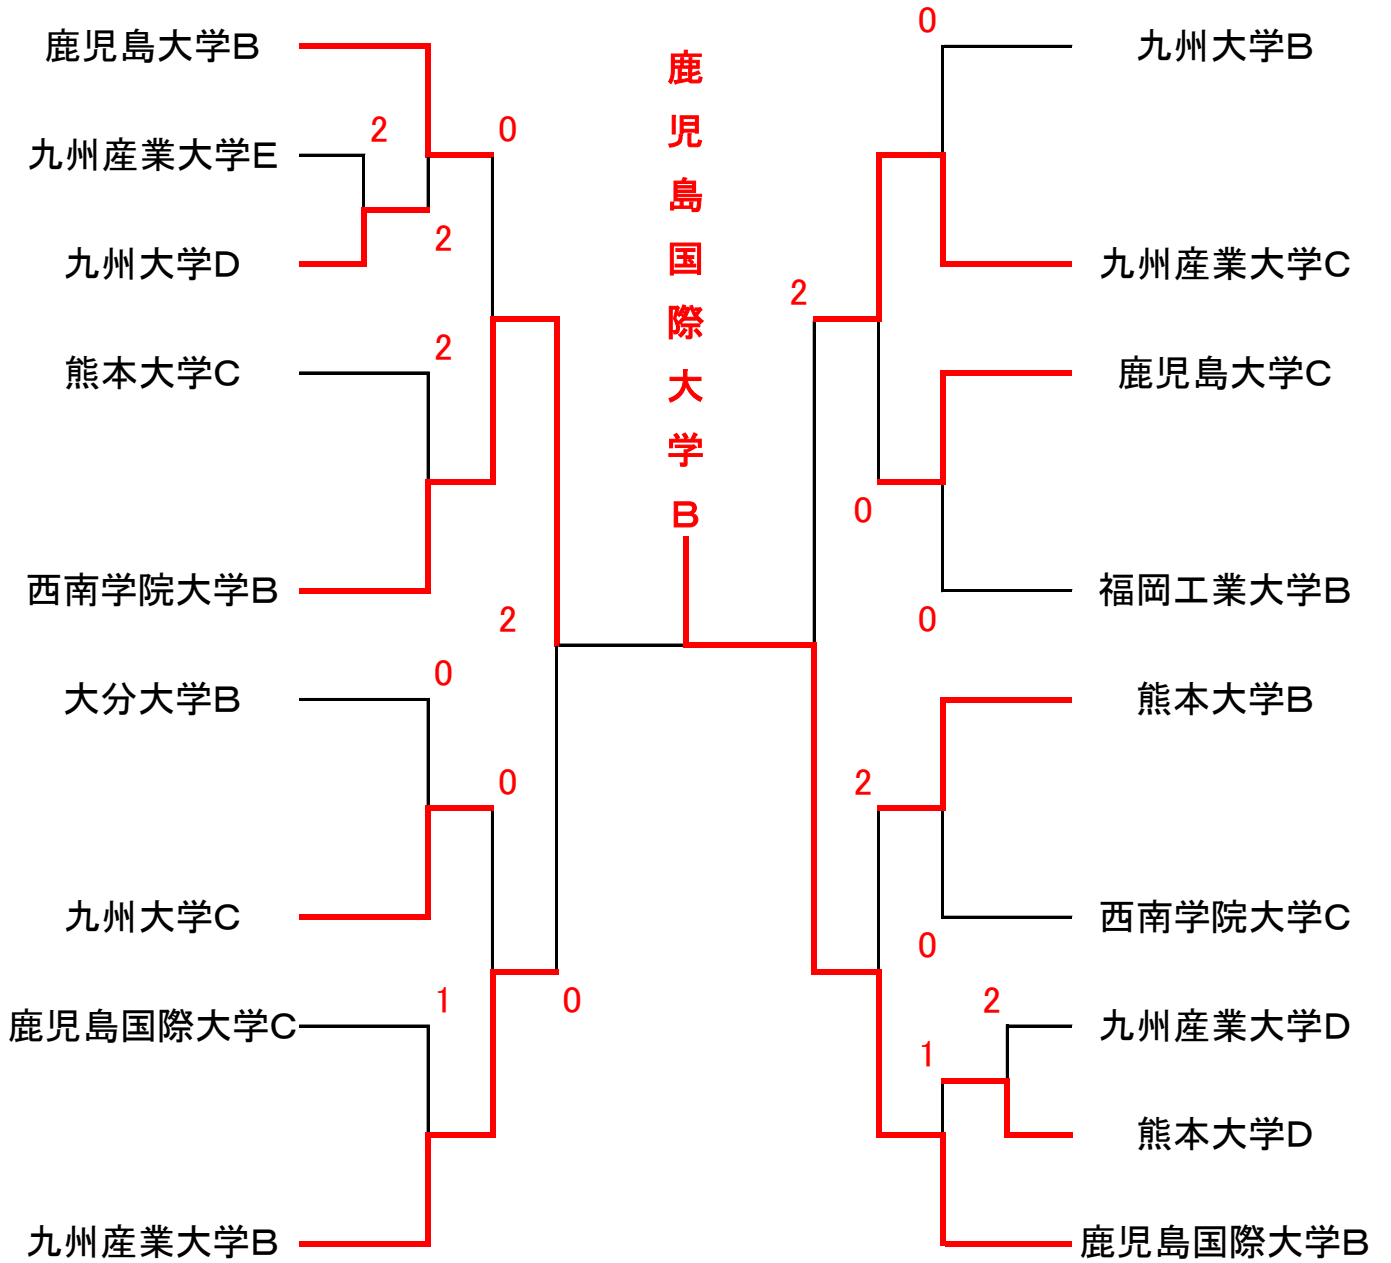 鹿児島大学B
九州産業大学E
九州大学D
熊本大学C
西南学院大学B
大分大学B
九州大学C
鹿児島国際大学C
九州産業大学B
2
0
2
2
2
0
0
1
0
鹿児島国際大学B
0
2
0
0
2
0
2
1
九州大学B
九州産業大学C
鹿児島大学C
福岡工業大学B
熊本大学B
西南学院大学C
九州産業大学D
熊本大学D
鹿児島国際大学B